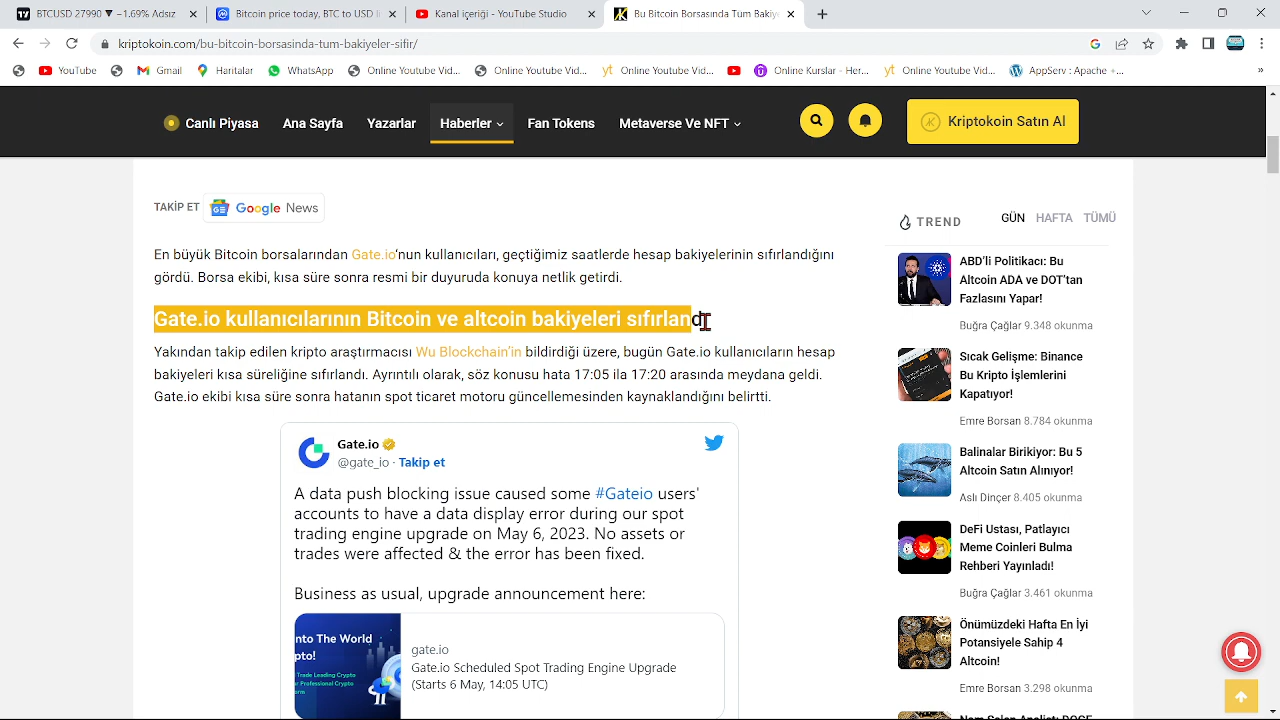 BTCUSD 27990 ▼ −1.69% Adsız
Bitcoin price today, BTC to USD li
Kanal içeriği - YouTube Studio
Bu Bitcoin Borsasında Tüm Bakiye
kriptokoin.com/bu-bitcoin-borsasinda-tum-bakiyeler-sifir/
YouTube
Gmail
Haritalar
WhatsApp
Online Youtube Vid...
Online Youtube Vid...
Online Youtube Vid...
Online Kurslar - Her...
Online Youtube Vid...
AppServ : Apache +...
»
Canlı Piyasa
Ana Sayfa
Yazarlar
Haberler
Fan Tokens
Metaverse Ve NFT
Kriptokoin Satın Al
TAKİP ET Google News
En büyük Bitcoin borsalarından Gate.io‘nun kullanıcıları, geçtiğimiz saatlerde hesap bakiyelerinin sıfırlandığını
gördü. Borsa ekibi, kısa süre sonra resmi bir duyuruda konuya netlik getirdi.
Gate.io kullanıcılarının Bitcoin ve altcoin bakiyeleri sıfırlandı
Yakından takip edilen kripto araştırmacısı Wu Blockchain’in bildirdiği üzere, bugün Gate.io kullanıcıların hesap
bakiyeleri kısa süreliğine sıfırlandı. Ayrıntılı olarak, söz konusu hata 17:05 ila 17:20 arasında meydana geldi.
Gate.io ekibi kısa süre sonra hatanın spot ticaret motoru güncellemesinden kaynaklandığını belirtti.
Gate.io
@gate_io · Takip et
A data push blocking issue caused some #Gateio users'
accounts to have a data display error during our spot
trading engine upgrade on May 6, 2023. No assets or
trades were affected & the error has been fixed.
Business as usual, upgrade announcement here:
nto The World
pto!
Trade Leading Crypto
r Professional Crypto
gate.io
Gate.io Scheduled Spot Trading Engine Upgrade
(Starts 6 May, 14:05 UTC)
TREND
GÜN HAFTA TÜMÜ
ABD’li Politikacı: Bu
Altcoin ADA ve DOT’tan
Fazlasını Yapar!
Buğra Çağlar 9.348 okunma
Sıcak Gelişme: Binance
Bu Kripto İşlemlerini
Kapatıyor!
Emre Borsan 8.784 okunma
Balinalar Birikiyor: Bu 5
Altcoin Satın Alınıyor!
Aslı Dinçer 8.405 okunma
DeFi Ustası, Patlayıcı
Meme Coinleri Bulma
Rehberi Yayınladı!
Buğra Çağlar 3.461 okunma
Önümüzdeki Hafta En İyi
Potansiyele Sahip 4
Altcoin!
Emre Borsan 3.298 okunma